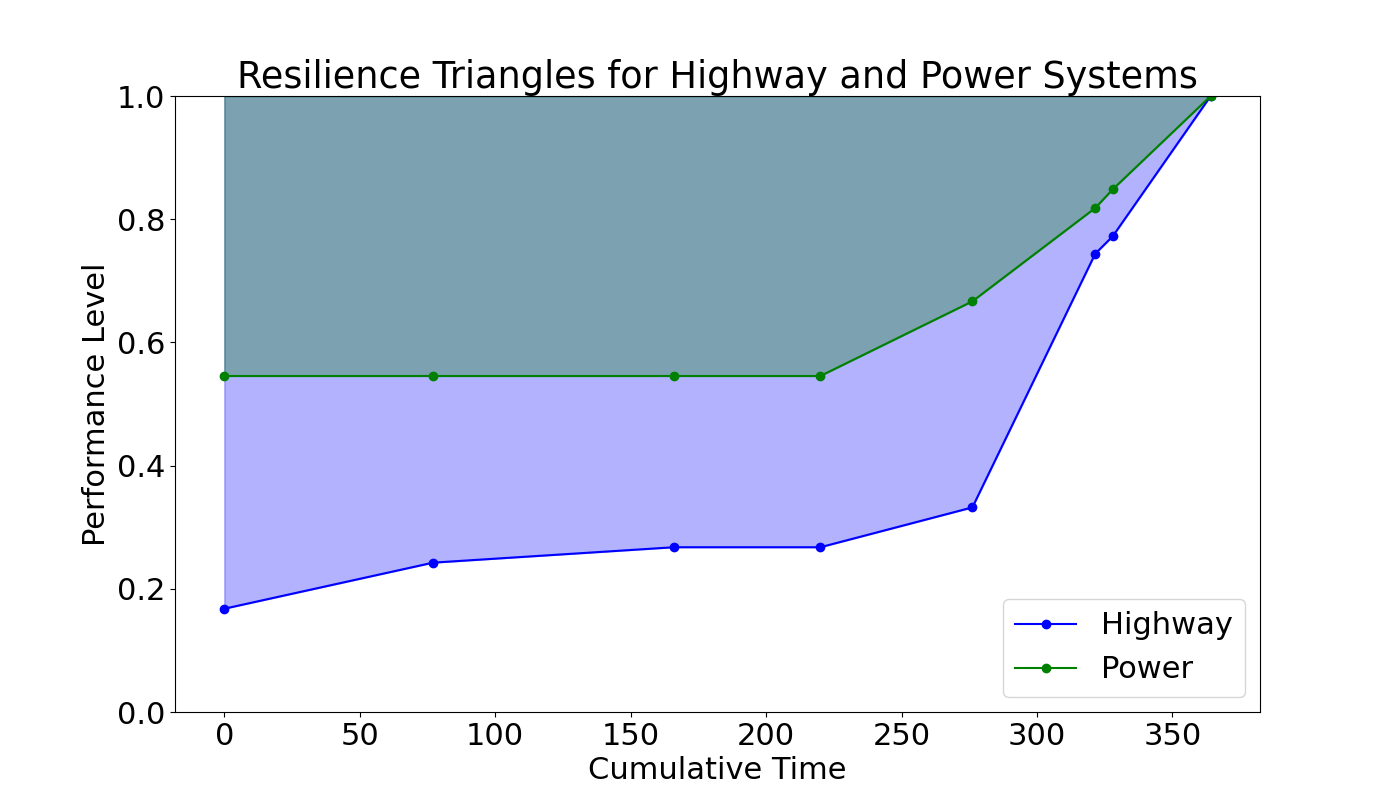 Resilience Triangles for Highway and Power Systems
1.0
0.8
0.6
0.4
0.2
0.0
Performance Level
0 50 100 150 200 250 300 350
Cumulative Time
Highway
Power